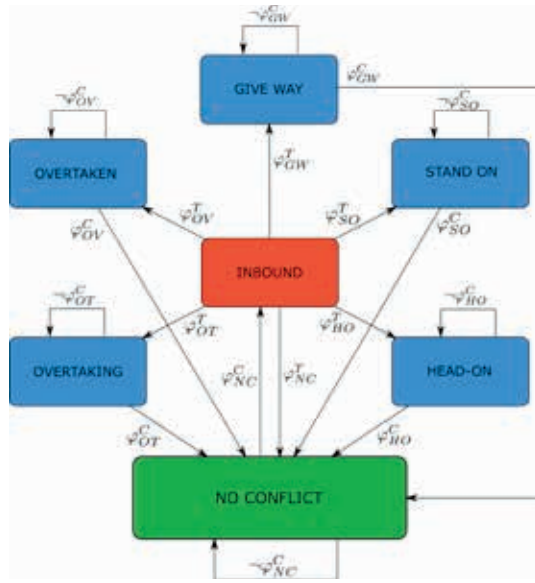 ¬φ^C_GW
GIVE WAY
φ^C_GW
¬φ^C_OV
¬φ^C_SO
OVERTAKEN
STAND ON
φ^T_GW
φ^T_OV
φ^T_SO
φ^C_OV
φ^C_SO
INBOUND
¬φ^C_OT
¬φ^C_HO
φ^T_OT
φ^T_HO
OVERTAKING
φ^C_NC
φ^T_NC
HEAD-ON
φ^C_OT
φ^C_HO
NO CONFLICT
¬φ^C_NC